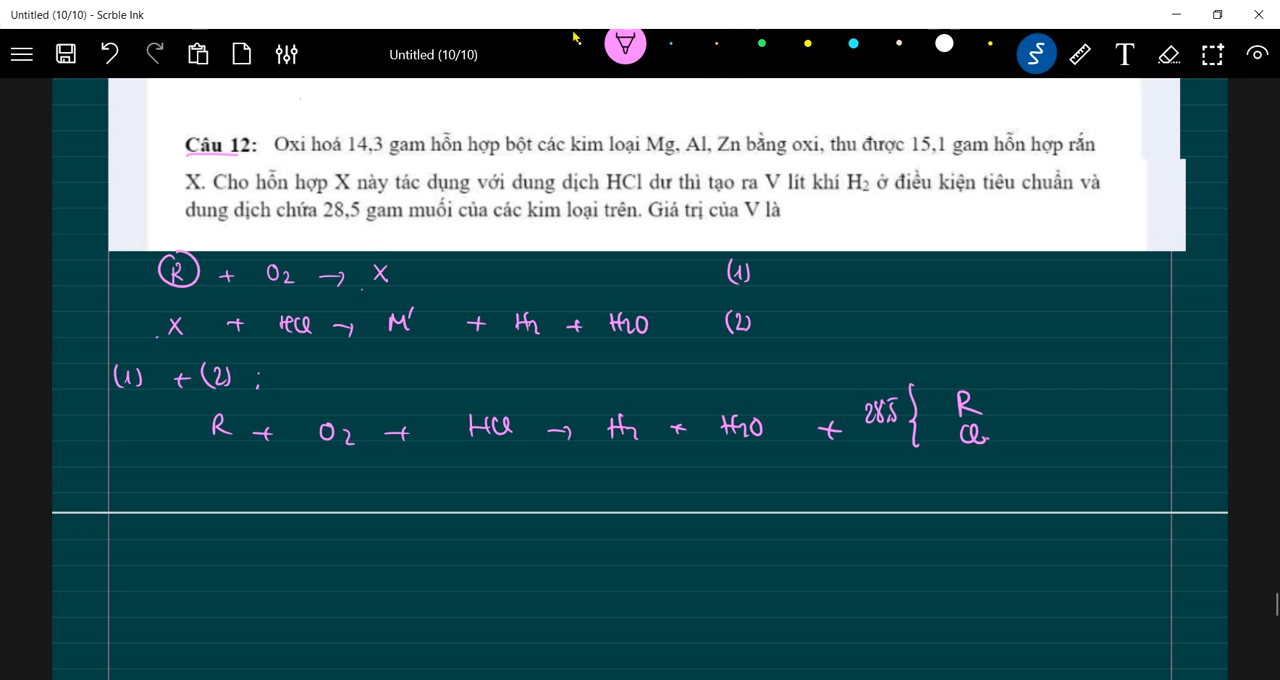 Untitled (10/10) - Scrble Ink
Untitled (10/10)
T
Câu 12: Oxi hoá 14,3 gam hỗn hợp bột các kim loại Mg, Al, Zn bằng oxi, thu được 15,1 gam hỗn hợp rắn
X. Cho hỗn hợp X này tác dụng với dung dịch HCl dư thì tạo ra V lít khí H₂ ở điều kiện tiêu chuẩn và
dung dịch chứa 28,5 gam muối của các kim loại trên. Giá trị của V là
R + O₂ → X (1)
X + HCl → M' + H₂ + H₂O (2)
(1) + (2) :
R + O₂ + HCl → H₂ + H₂O + 28,5 { R
Cl